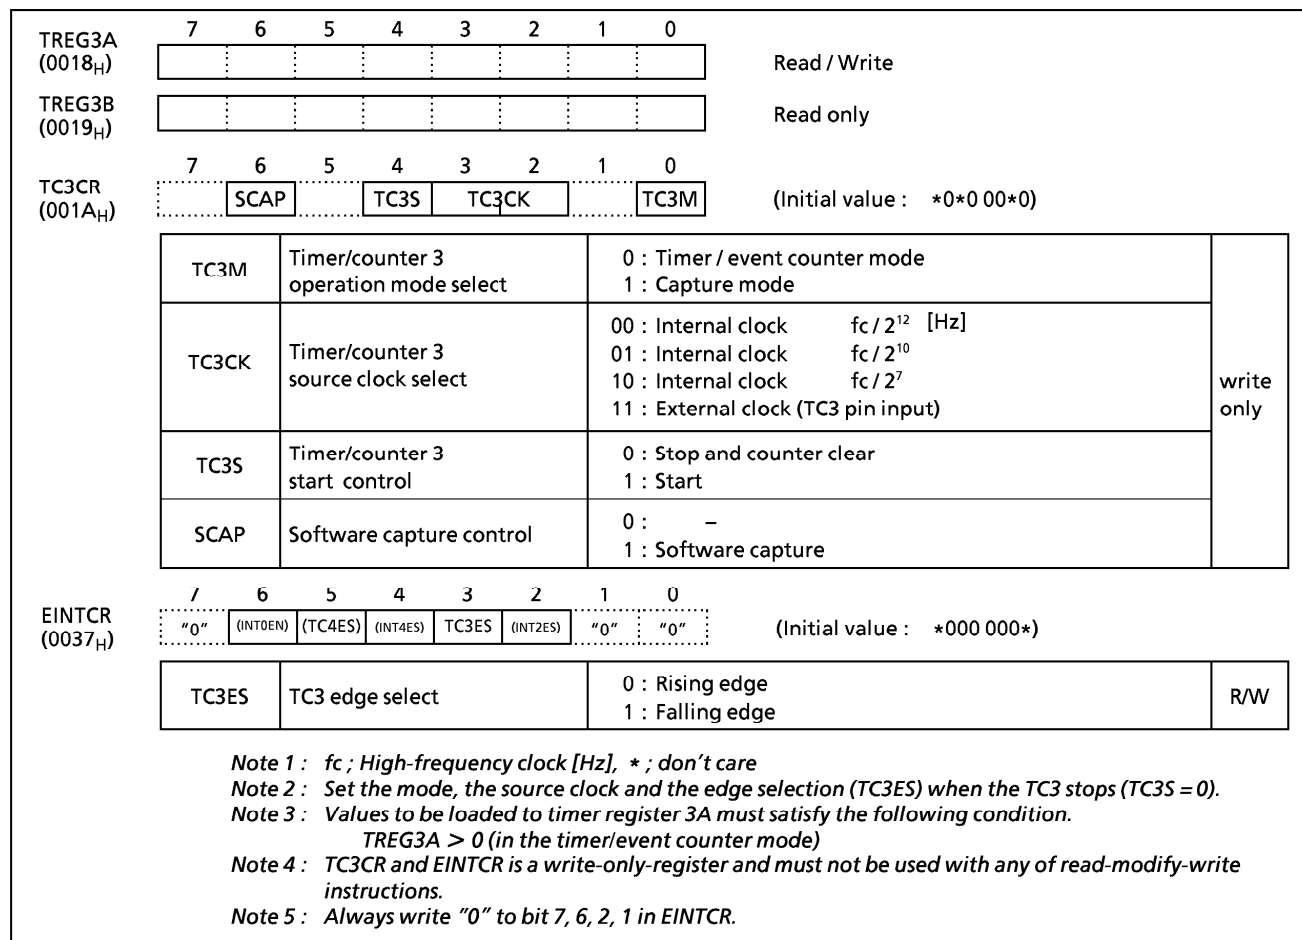 7 6 5 4 3 2 1 0
TREG3A
(0018H)
Read / Write
TREG3B
(0019H)
Read only
7 6 5 4 3 2 1 0
TC3CR
(001AH)
SCAP TC3S TC3CK TC3M
(Initial value : *0*0 00*0)
TC3M
Timer/counter 3
operation mode select
0 : Timer / event counter mode
1 : Capture mode
TC3CK
Timer/counter 3
source clock select
00 : Internal clock fc / 2¹² [Hz]
01 : Internal clock fc / 2¹⁰
10 : Internal clock fc / 2⁷
11 : External clock (TC3 pin input)
write
only
TC3S
Timer/counter 3
start control
0 : Stop and counter clear
1 : Start
SCAP
Software capture control
0 : –
1 : Software capture
7 6 5 4 3 2 1 0
EINTCR
(0037H)
"0" (INT0EN) (TC4ES) (INT4ES) TC3ES (INT2ES) "0" "0"
(Initial value : *000 000*)
TC3ES
TC3 edge select
0 : Rising edge
1 : Falling edge
R/W
Note 1 : fc ; High-frequency clock [Hz], * ; don't care
Note 2 : Set the mode, the source clock and the edge selection (TC3ES) when the TC3 stops (TC3S = 0).
Note 3 : Values to be loaded to timer register 3A must satisfy the following condition.
TREG3A > 0 (in the timer/event counter mode)
Note 4 : TC3CR and EINTCR is a write-only-register and must not be used with any of read-modify-write
instructions.
Note 5 : Always write "0" to bit 7, 6, 2, 1 in EINTCR.